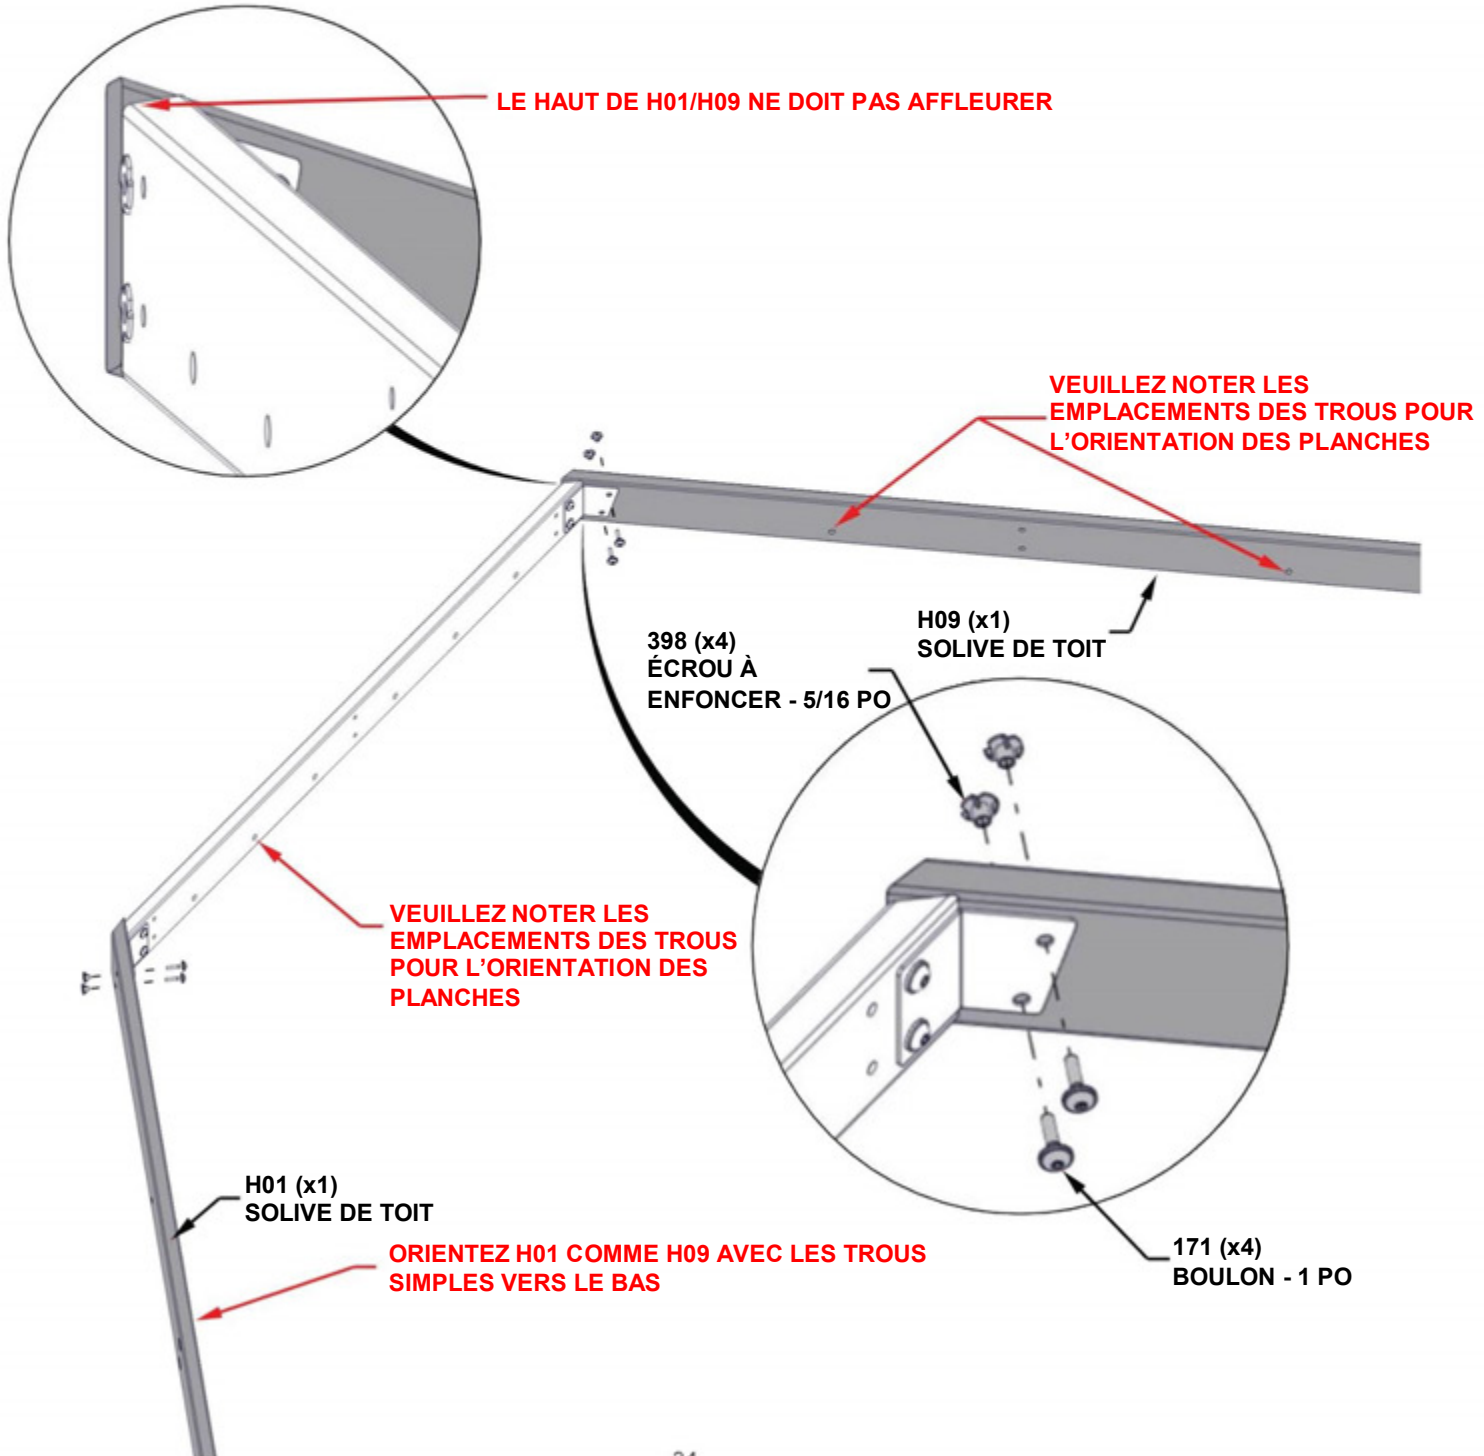 LE HAUT DE H01/H09 NE DOIT PAS AFFLEURER
VEUILLEZ NOTER LES
EMPLACEMENTS DES TROUS POUR
L'ORIENTATION DES PLANCHES
H09 (x1)
SOLIVE DE TOIT
398 (x4)
ÉCROU À
ENFONCER - 5/16 PO
VEUILLEZ NOTER LES
EMPLACEMENTS DES TROUS
POUR L'ORIENTATION DES
PLANCHES
H01 (x1)
SOLIVE DE TOIT
ORIENTEZ H01 COMME H09 AVEC LES TROUS
SIMPLES VERS LE BAS
171 (x4)
BOULON - 1 PO